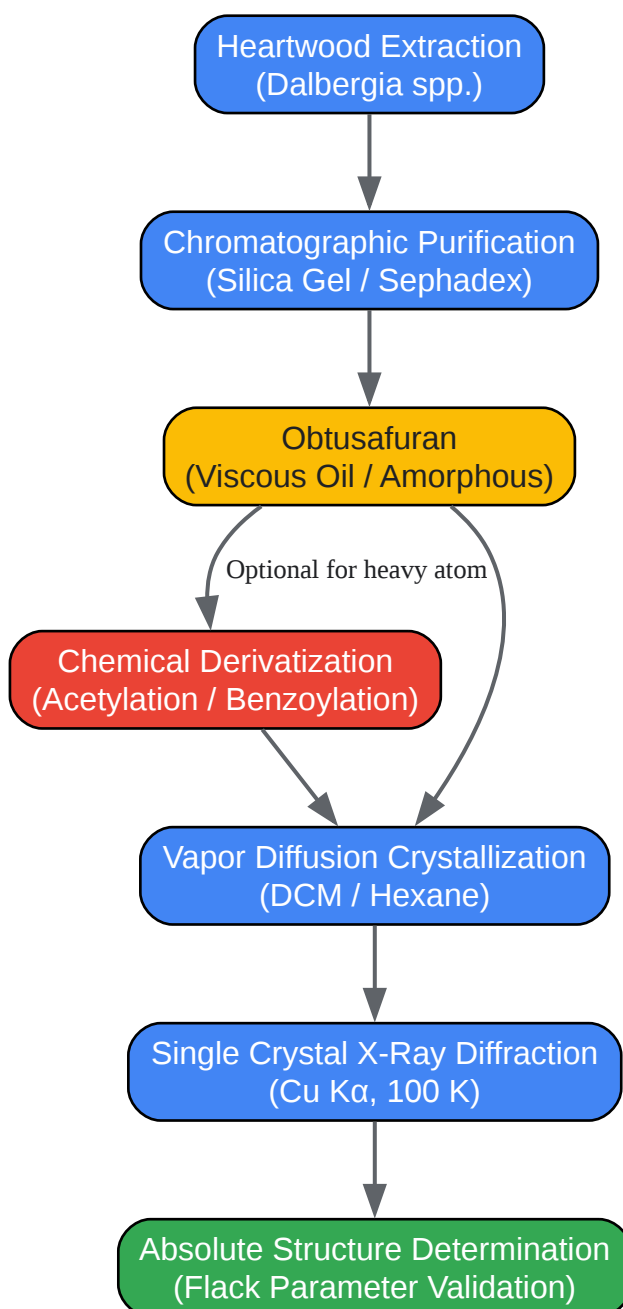 Heartwood Extraction
(Dalbergia spp.)
Chromatographic Purification
(Silica Gel / Sephadex)
Obtusafuran
(Viscous Oil / Amorphous)
Optional for heavy atom
Chemical Derivatization
(Acetylation / Benzoylation)
Vapor Diffusion Crystallization
(DCM / Hexane)
Single Crystal X-Ray Diffraction
(Cu Kα, 100 K)
Absolute Structure Determination
(Flack Parameter Validation)